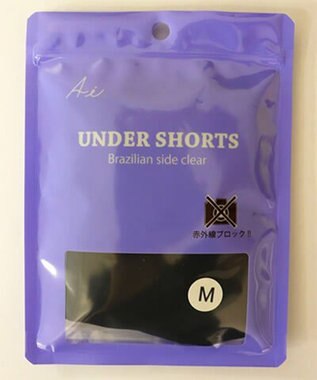 Ai
UNDER SHORTS
Brazilian side clear
赤外線ブロック!!
M